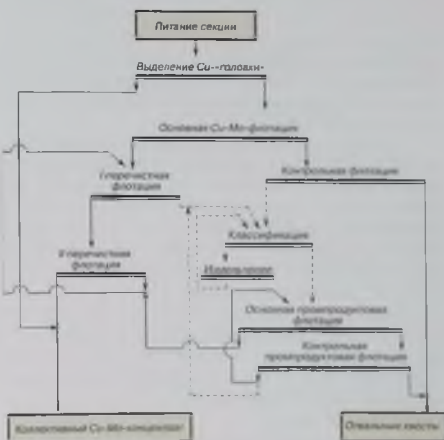 Питание секции
Выделение Cu-«головки»
Основная Cu-Mo-флотация
I перечистная
флотация
Контрольная флотация
Классификация
Измельчение
II перечистная
флотация
Основная промпродуктовая
флотация
Контрольная
промпродуктовая флотация
Коллективный Cu-Mo-концентрат
Отвальные хвосты